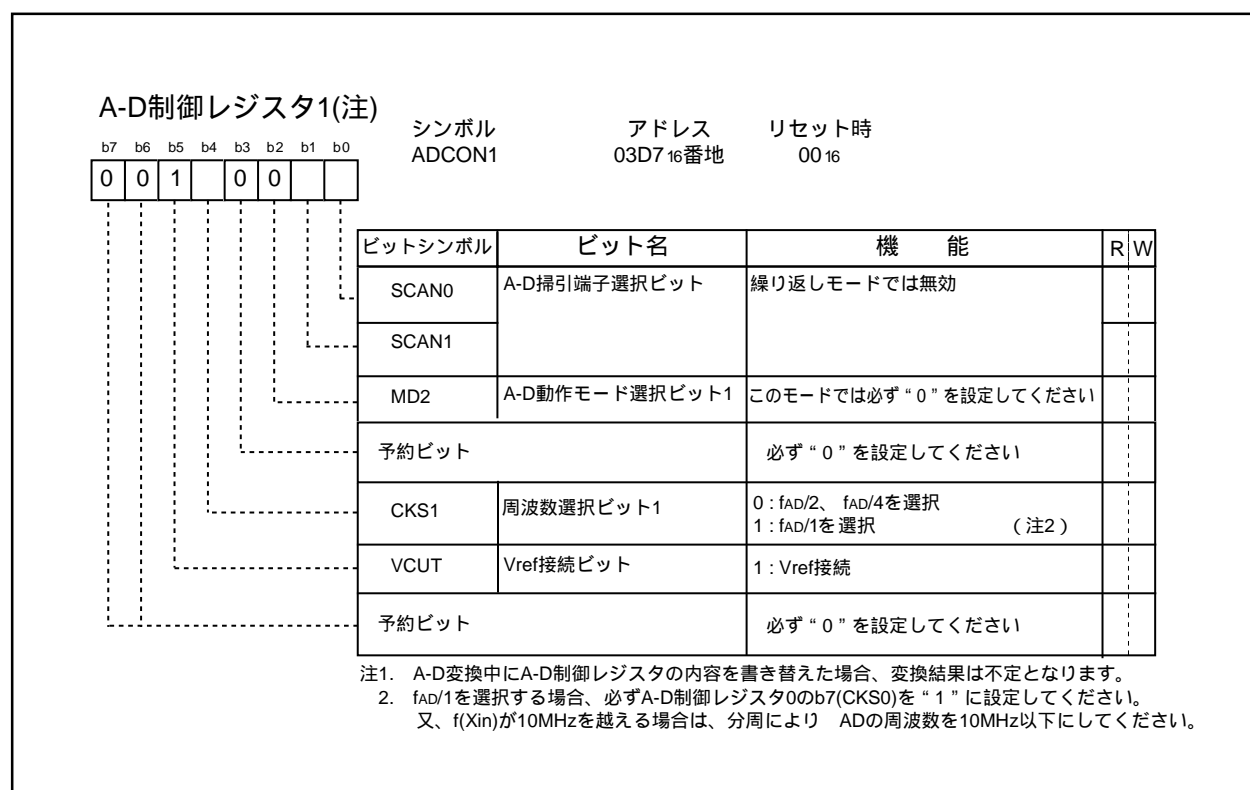 A-D制御レジスタ1(注)
シンボル アドレス リセット時
ADCON1 03D716番地 0016
b7 b6 b5 b4 b3 b2 b1 b0
0 0 1 0 0
ビットシンボル ビット名 機 能 R W
SCAN0 A-D掃引端子選択ビット 繰り返しモードでは無効
SCAN1
MD2 A-D動作モード選択ビット1 このモードでは必ず“0”を設定してください
予約ビット 必ず“0”を設定してください
CKS1 周波数選択ビット1 0 : fAD/2、 fAD/4を選択
1 : fAD/1を選択 (注2)
VCUT Vref接続ビット 1 : Vref接続
予約ビット 必ず“0”を設定してください
注1. A-D変換中にA-D制御レジスタの内容を書き替えた場合、変換結果は不定となります。
2. fAD/1を選択する場合、必ずA-D制御レジスタ0のb7(CKS0)を“1”に設定してください。
又、f(Xin)が10MHzを越える場合は、分周により ADの周波数を10MHz以下にしてください。